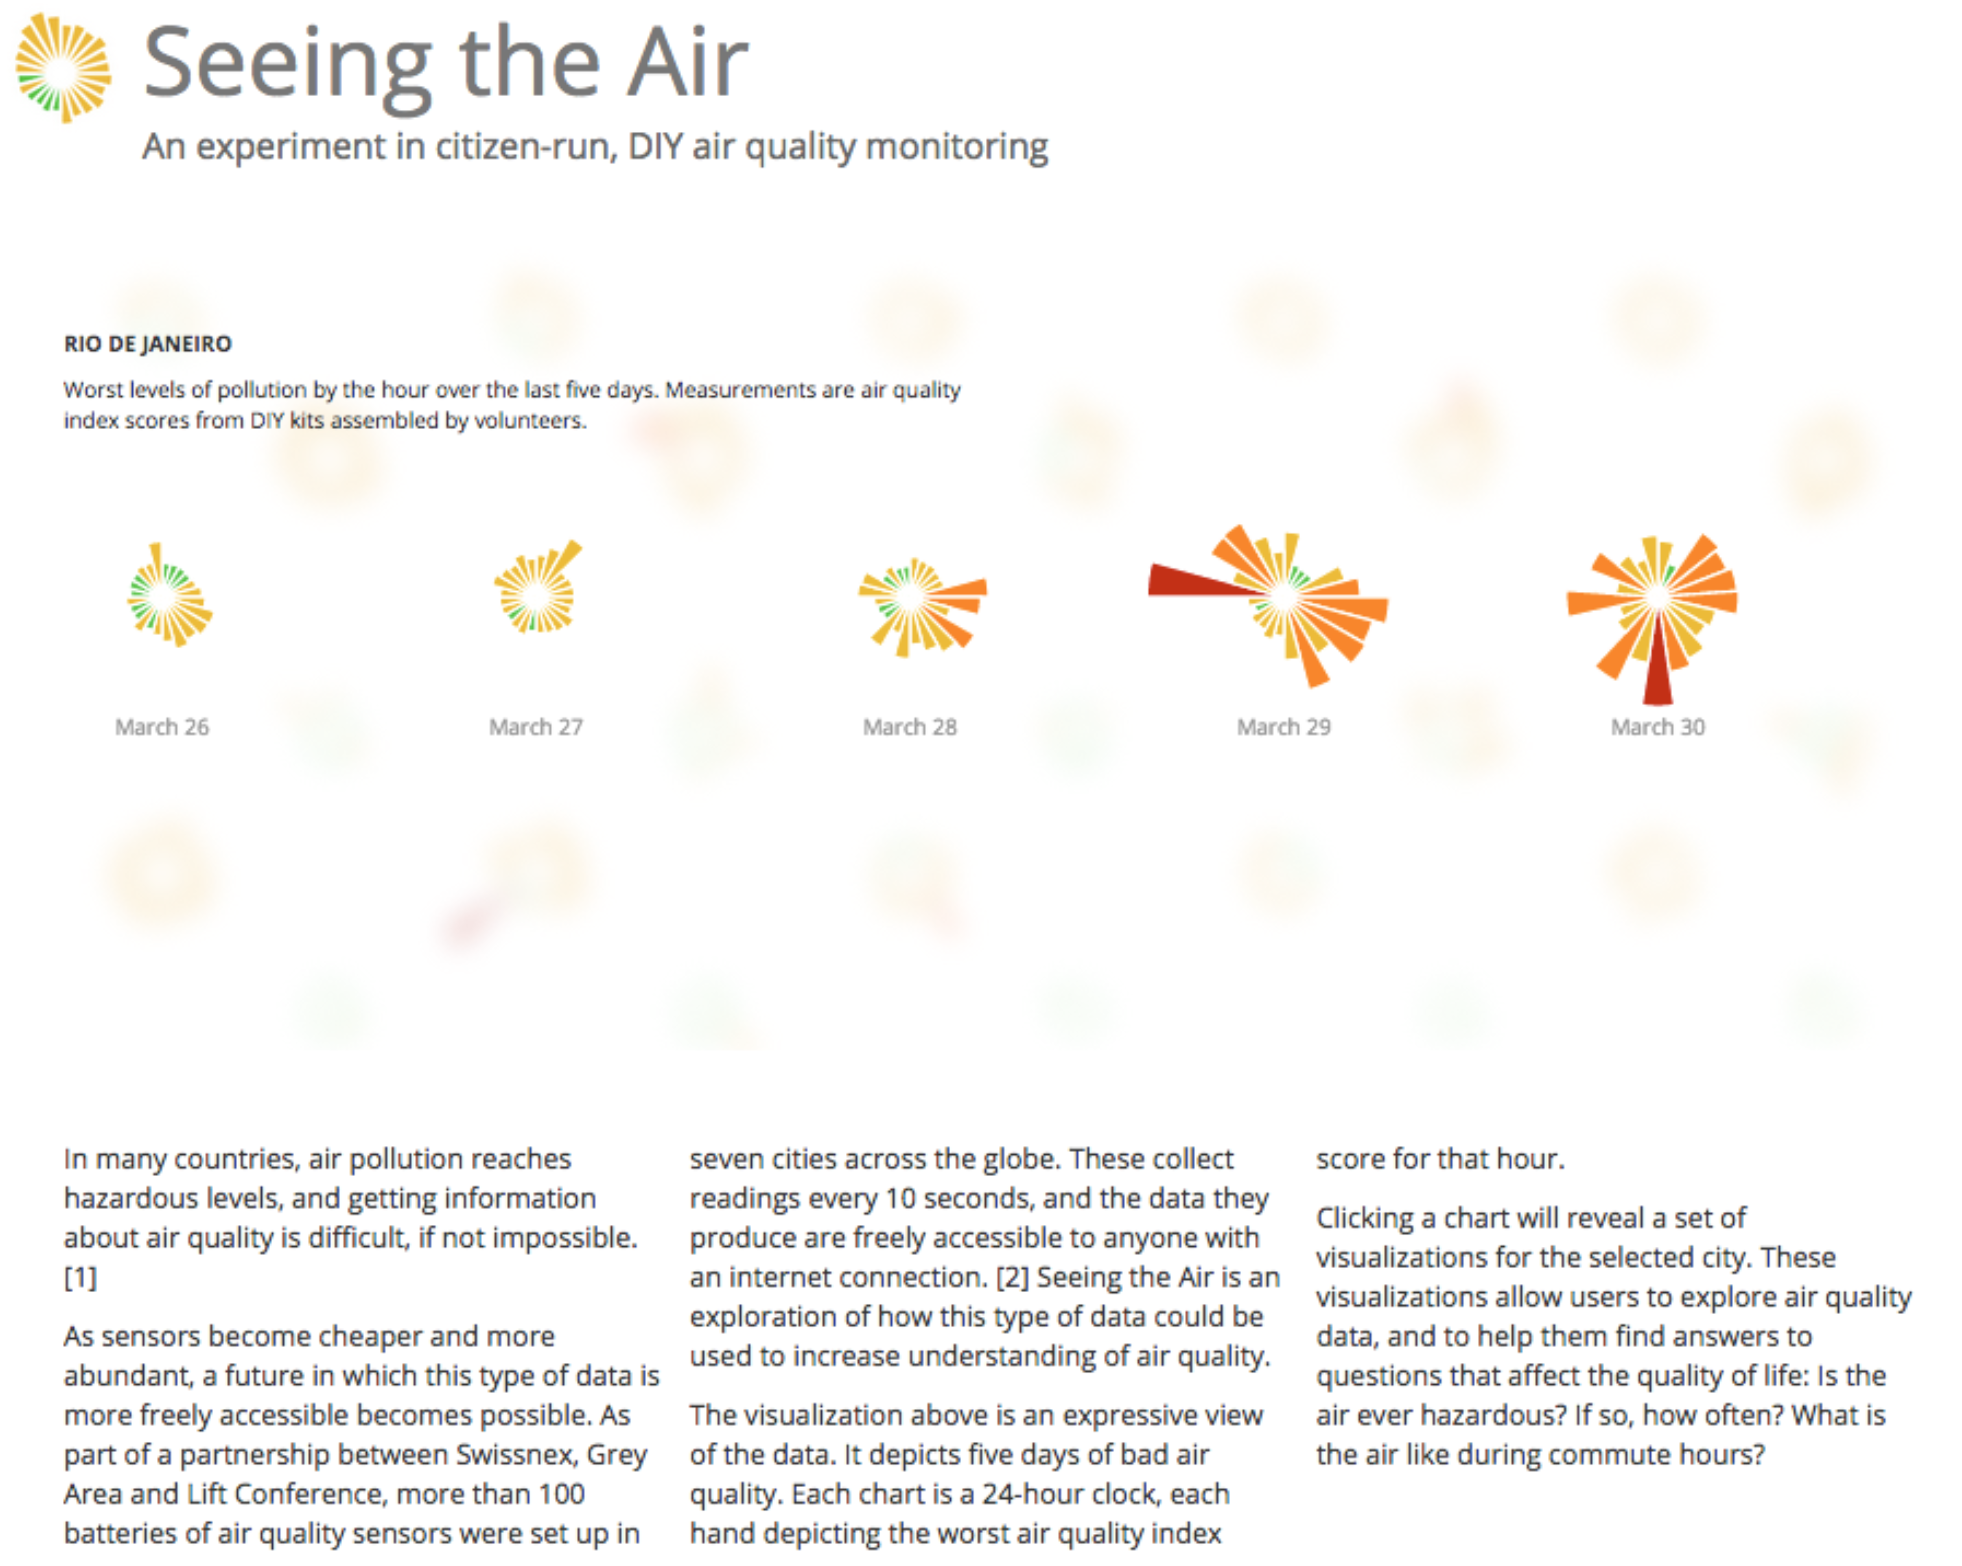 Seeing the Air
An experiment in citizen-run, DIY air quality monitoring
RIO DE JANEIRO
Worst levels of pollution by the hour over the last five days. Measurements are air quality
index scores from DIY kits assembled by volunteers.
March 26
March 27
March 28
March 29
March 30
In many countries, air pollution reaches
hazardous levels, and getting information
about air quality is difficult, if not impossible.
[1]
As sensors become cheaper and more
abundant, a future in which this type of data is
more freely accessible becomes possible. As
part of a partnership between Swissnex, Grey
Area and Lift Conference, more than 100
batteries of air quality sensors were set up in
seven cities across the globe. These collect
readings every 10 seconds, and the data they
produce are freely accessible to anyone with
an internet connection. [2] Seeing the Air is an
exploration of how this type of data could be
used to increase understanding of air quality.
The visualization above is an expressive view
of the data. It depicts five days of bad air
quality. Each chart is a 24-hour clock, each
hand depicting the worst air quality index
score for that hour.
Clicking a chart will reveal a set of
visualizations for the selected city. These
visualizations allow users to explore air quality
data, and to help them find answers to
questions that affect the quality of life: Is the
air ever hazardous? If so, how often? What is
the air like during commute hours?